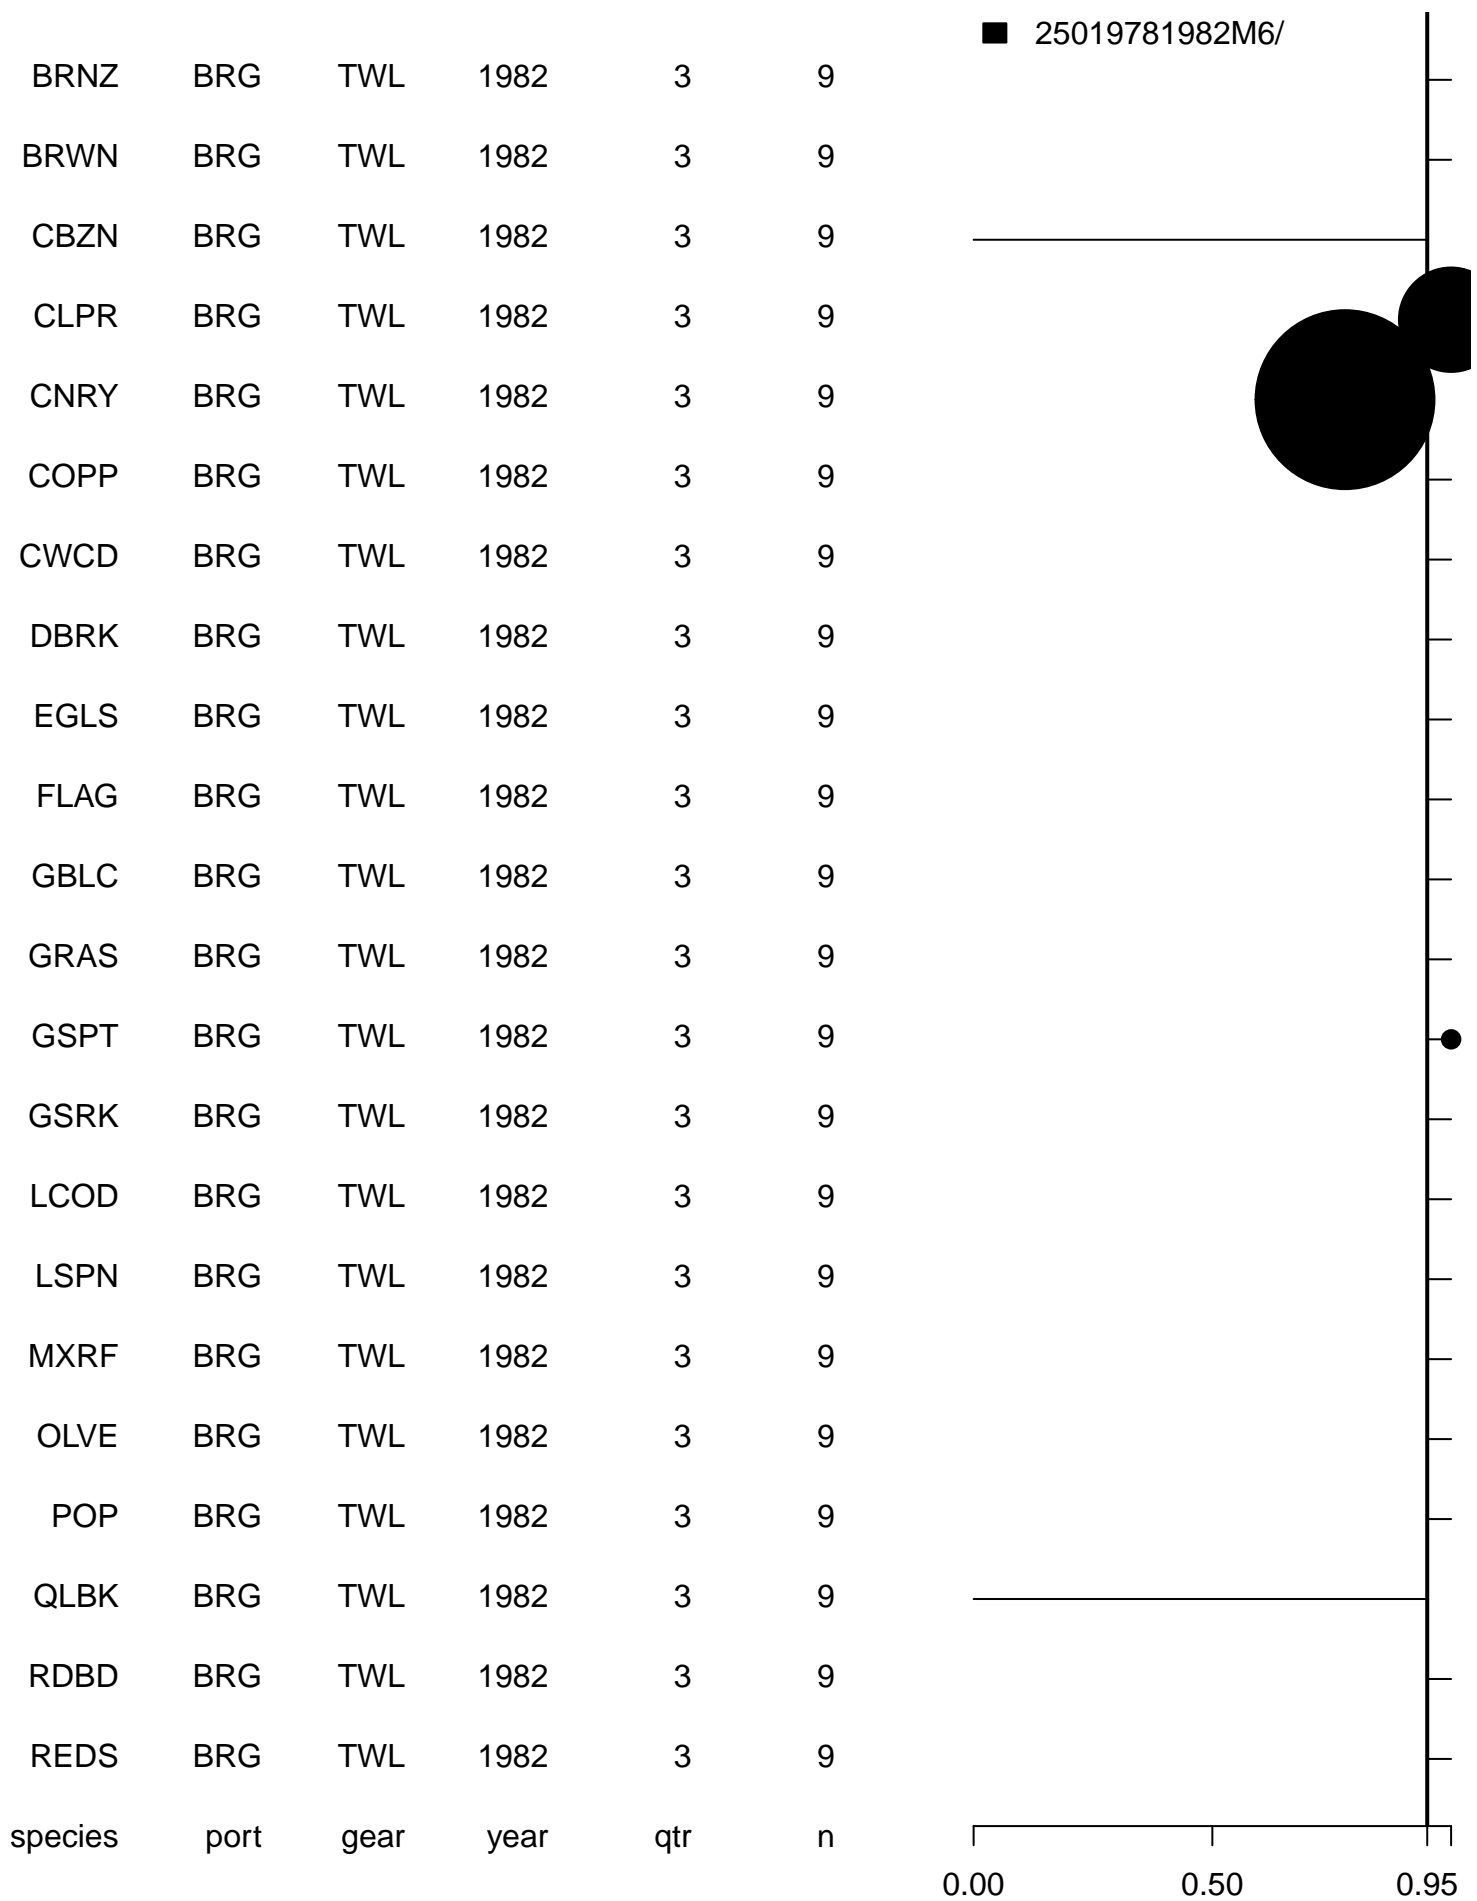 25019781982M6/
BRNZ BRG TWL 1982 3 9
BRWN BRG TWL 1982 3 9
CBZN BRG TWL 1982 3 9
CLPR BRG TWL 1982 3 9
CNRY BRG TWL 1982 3 9
COPP BRG TWL 1982 3 9
CWCD BRG TWL 1982 3 9
DBRK BRG TWL 1982 3 9
EGLS BRG TWL 1982 3 9
FLAG BRG TWL 1982 3 9
GBLC BRG TWL 1982 3 9
GRAS BRG TWL 1982 3 9
GSPT BRG TWL 1982 3 9
GSRK BRG TWL 1982 3 9
LCOD BRG TWL 1982 3 9
LSPN BRG TWL 1982 3 9
MXRF BRG TWL 1982 3 9
OLVE BRG TWL 1982 3 9
POP BRG TWL 1982 3 9
QLBK BRG TWL 1982 3 9
RDBD BRG TWL 1982 3 9
REDS BRG TWL 1982 3 9
species port gear year qtr n
0.00 0.50 0.95